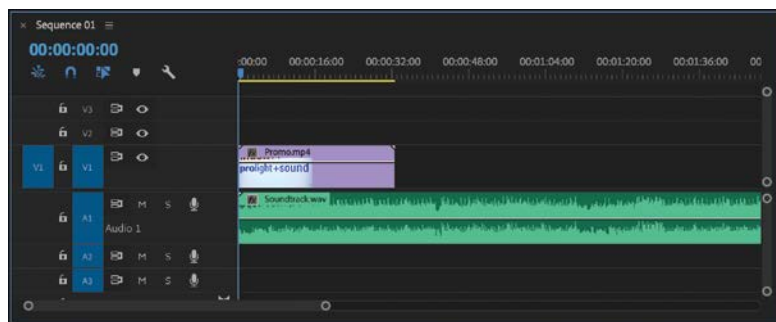 × Sequence 01
00:00:00:00
:00:00 00:00:16:00 00:00:32:00 00:00:48:00 00:01:04:00 00:01:20:00 00:01:36:00 00
V3
V2
V1 V1
Promo.mp4
prolight+sound
A1 M S
Soundtrack.wav
Audio 1
A2 M S
A3 M S